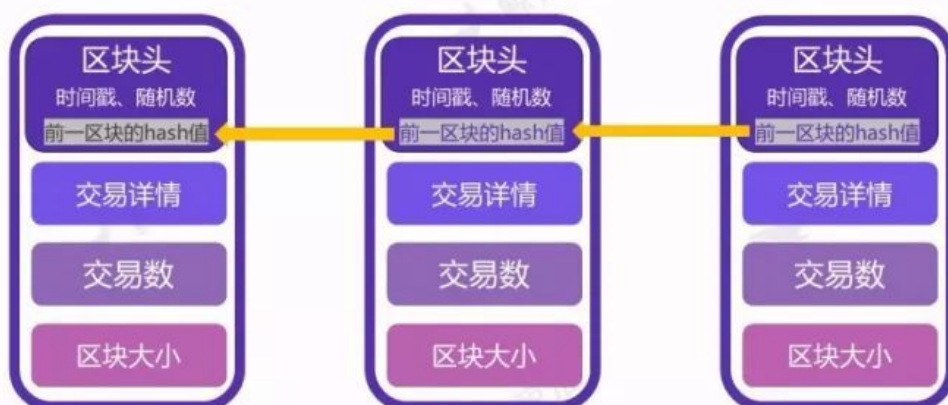 区块头
时间戳、随机数
前一区块的hash值
交易详情
交易数
区块大小
区块头
时间戳、随机数
前一区块的hash值
交易详情
交易数
区块大小
区块头
时间戳、随机数
前一区块的hash值
交易详情
交易数
区块大小